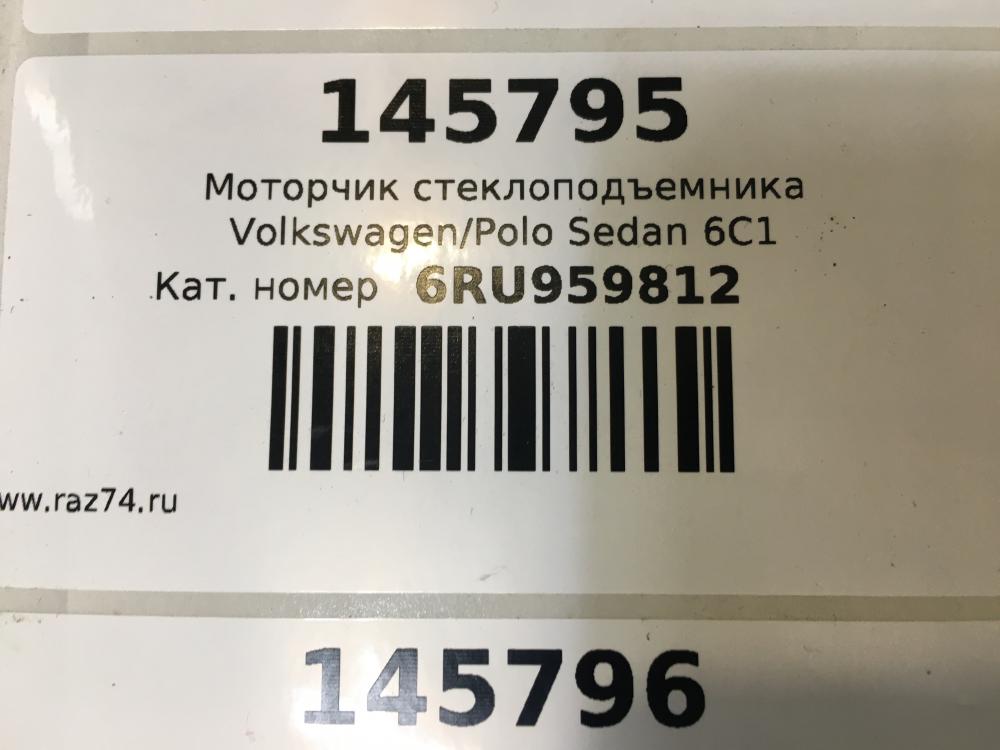 145795
Моторчик стеклоподъемника
Volkswagen/Polo Sedan 6C1
Кат. номер 6RU959812
ww.raz74.ru
145796